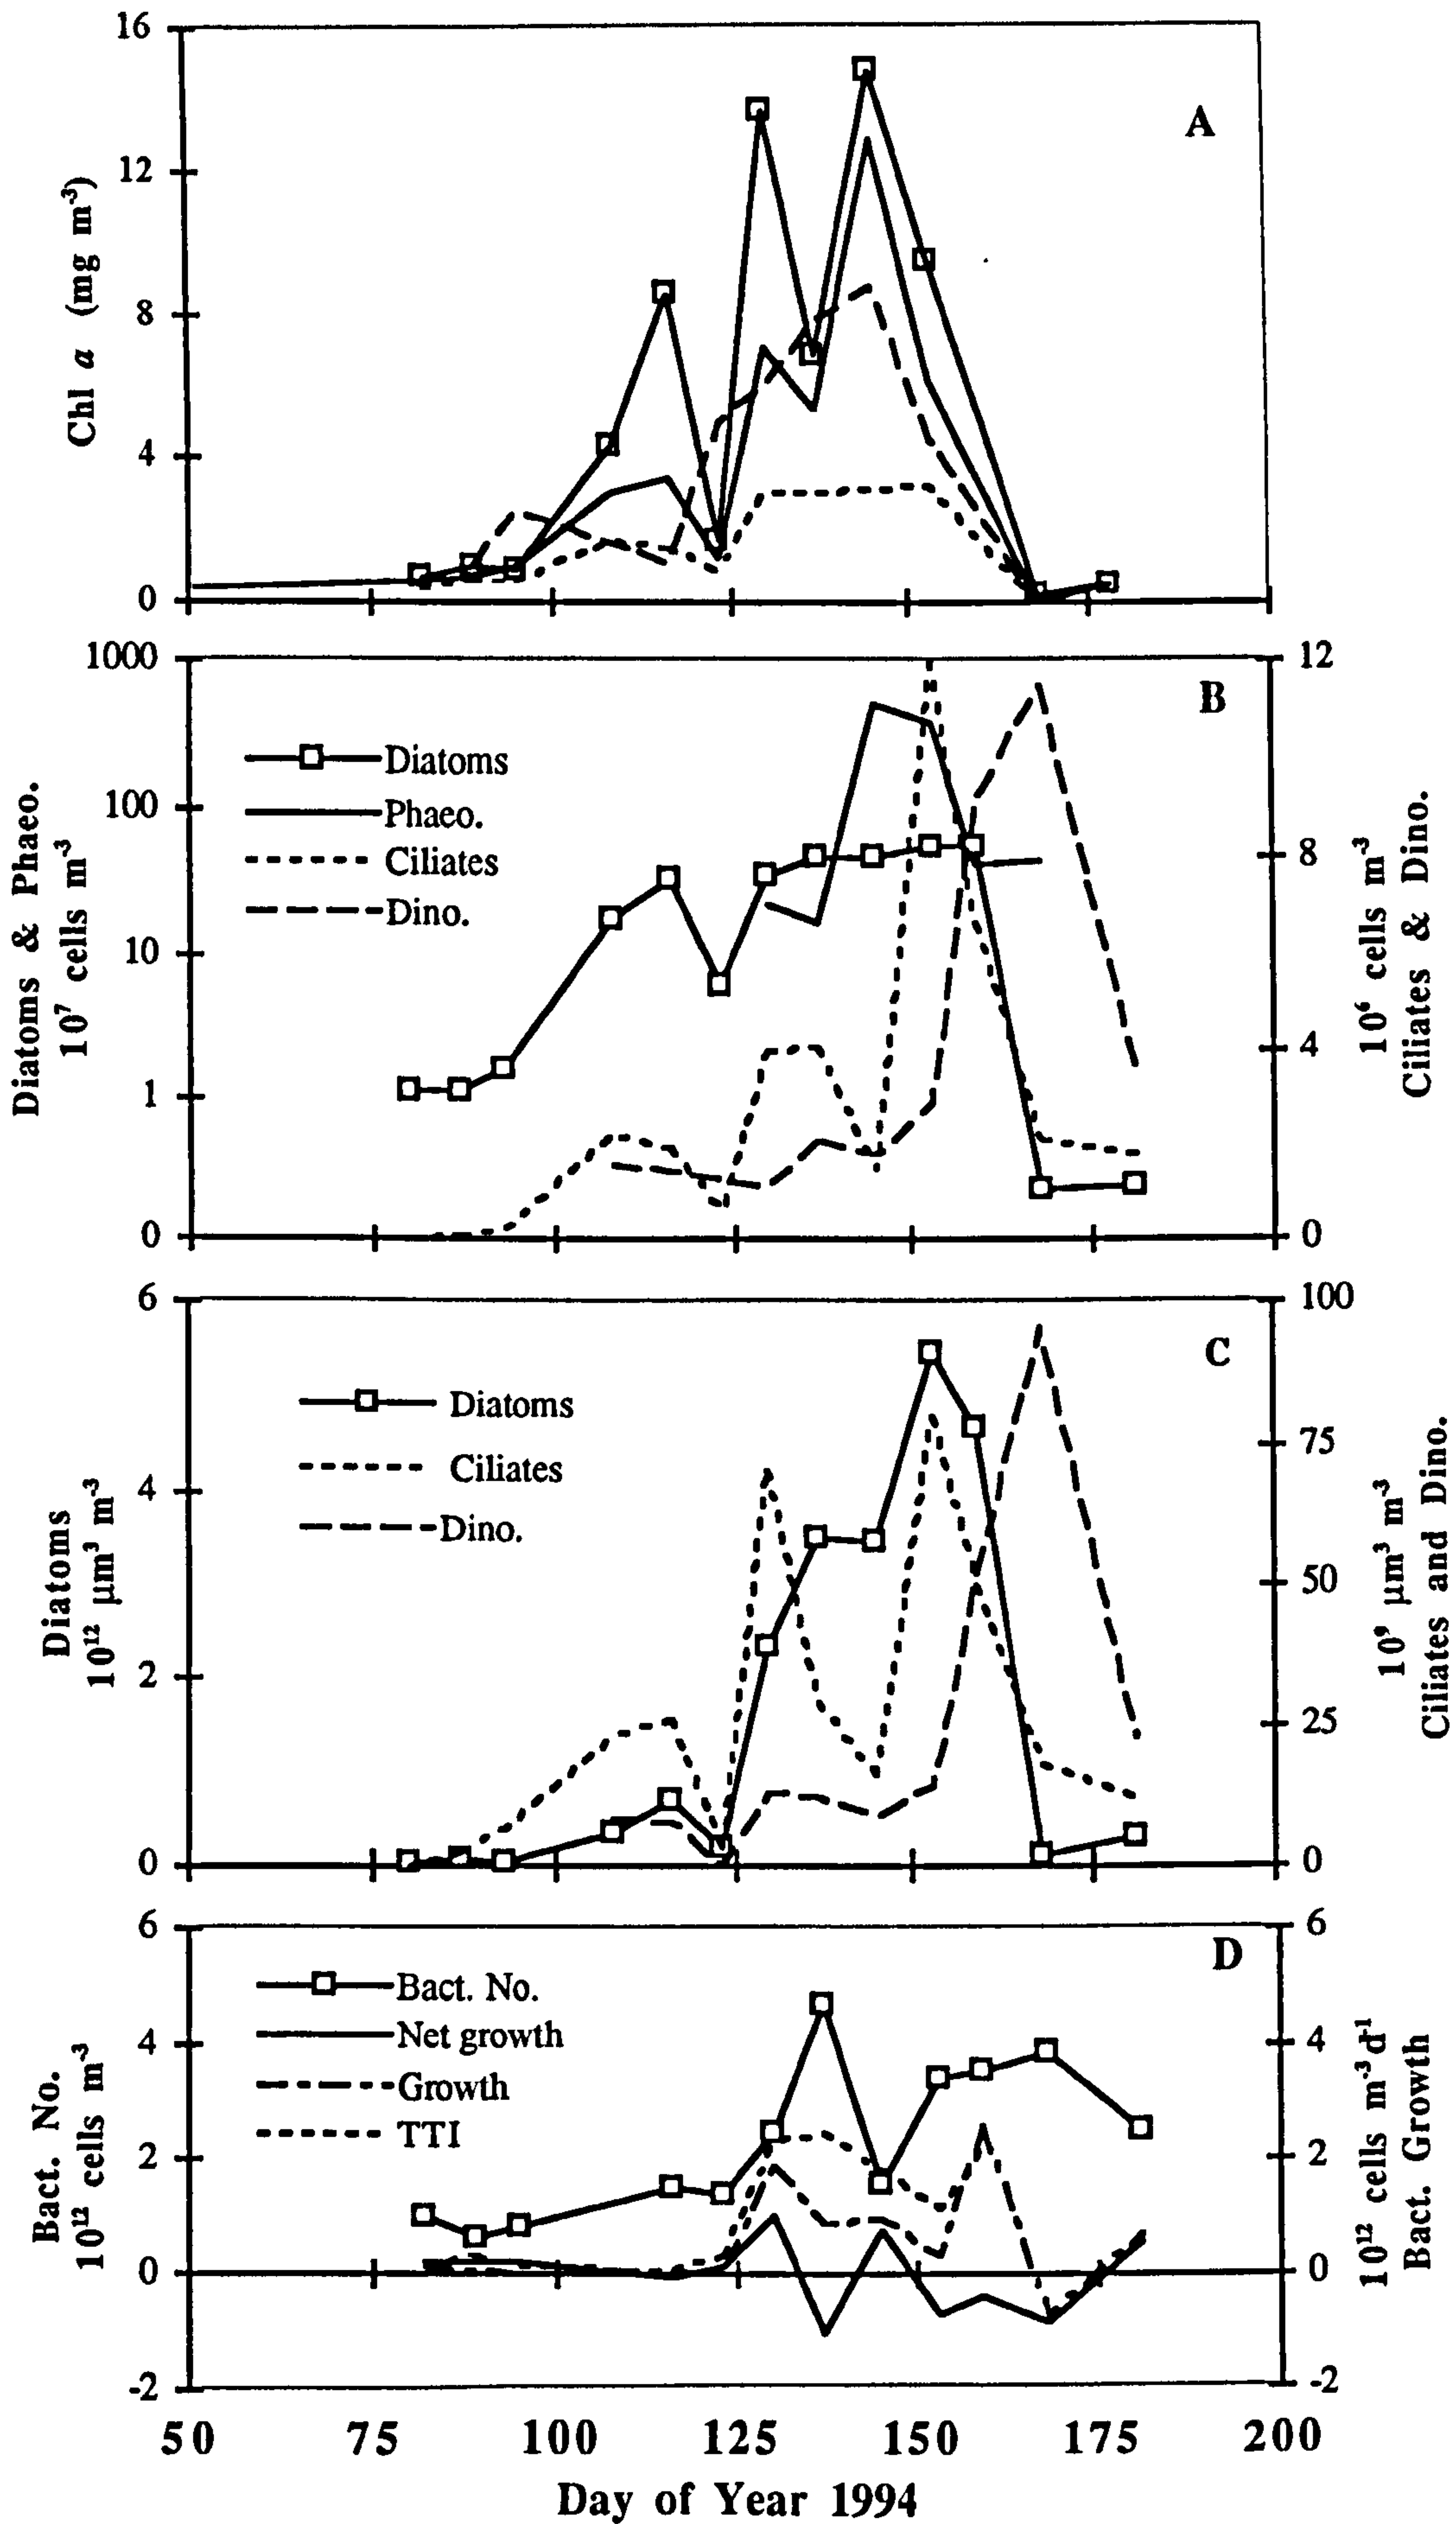 16
12
8
4
0
Chl a (mg m-3)
A
1000
100
10
1
0
Diatoms & Phaeo.
10⁷ cells m-3
B
Diatoms
Phaeo.
Ciliates
Dino.
12
8
4
0
10⁶ cells m-3
Ciliates & Dino.
6
4
2
0
Diatoms
10¹² µm³ m-3
C
Diatoms
Ciliates
Dino.
100
75
50
25
0
10⁹ µm³ m-3
Ciliates and Dino.
6
4
2
0
-2
Bact. No.
10¹² cells m-3
D
Bact. No.
Net growth
Growth
TTI
6
4
2
0
-2
10¹² cells m-3 d-1
Bact. Growth
50 75 100 125 150 175 200
Day of Year 1994